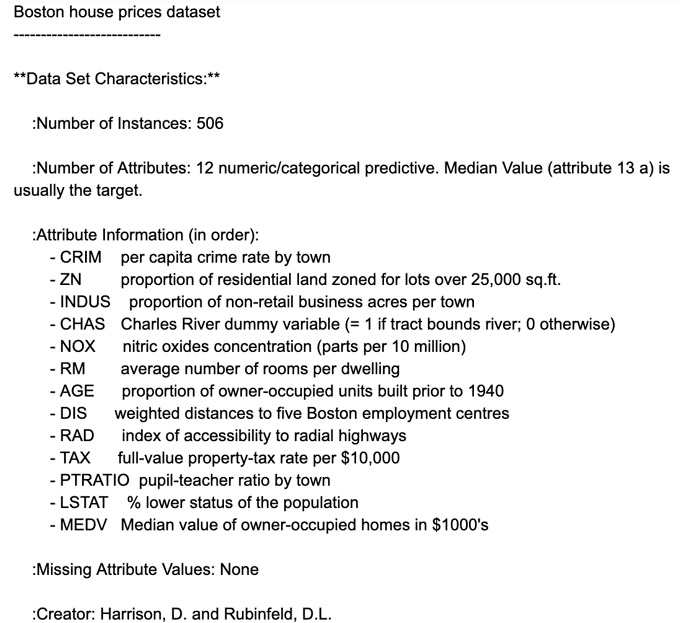 Boston house prices dataset
---------------------------
**Data Set Characteristics:**
:Number of Instances: 506
:Number of Attributes: 12 numeric/categorical predictive. Median Value (attribute 13 a) is
usually the target.
:Attribute Information (in order):
- CRIM per capita crime rate by town
- ZN proportion of residential land zoned for lots over 25,000 sq.ft.
- INDUS proportion of non-retail business acres per town
- CHAS Charles River dummy variable (= 1 if tract bounds river; 0 otherwise)
- NOX nitric oxides concentration (parts per 10 million)
- RM average number of rooms per dwelling
- AGE proportion of owner-occupied units built prior to 1940
- DIS weighted distances to five Boston employment centres
- RAD index of accessibility to radial highways
- TAX full-value property-tax rate per $10,000
- PTRATIO pupil-teacher ratio by town
- LSTAT % lower status of the population
- MEDV Median value of owner-occupied homes in $1000's
:Missing Attribute Values: None
:Creator: Harrison, D. and Rubinfeld, D.L.